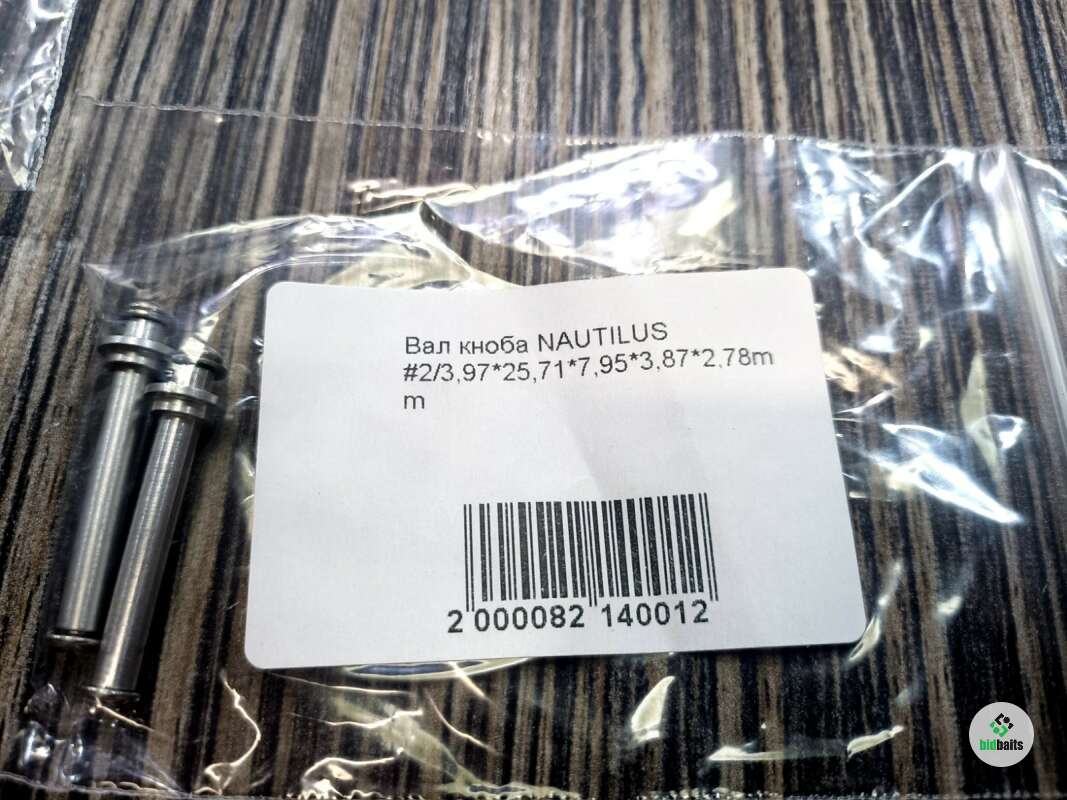 Вал кноба NAUTILUS
#2/3,97*25,71*7,95*3,87*2,78m
m
2 000082 140012
bidbaits